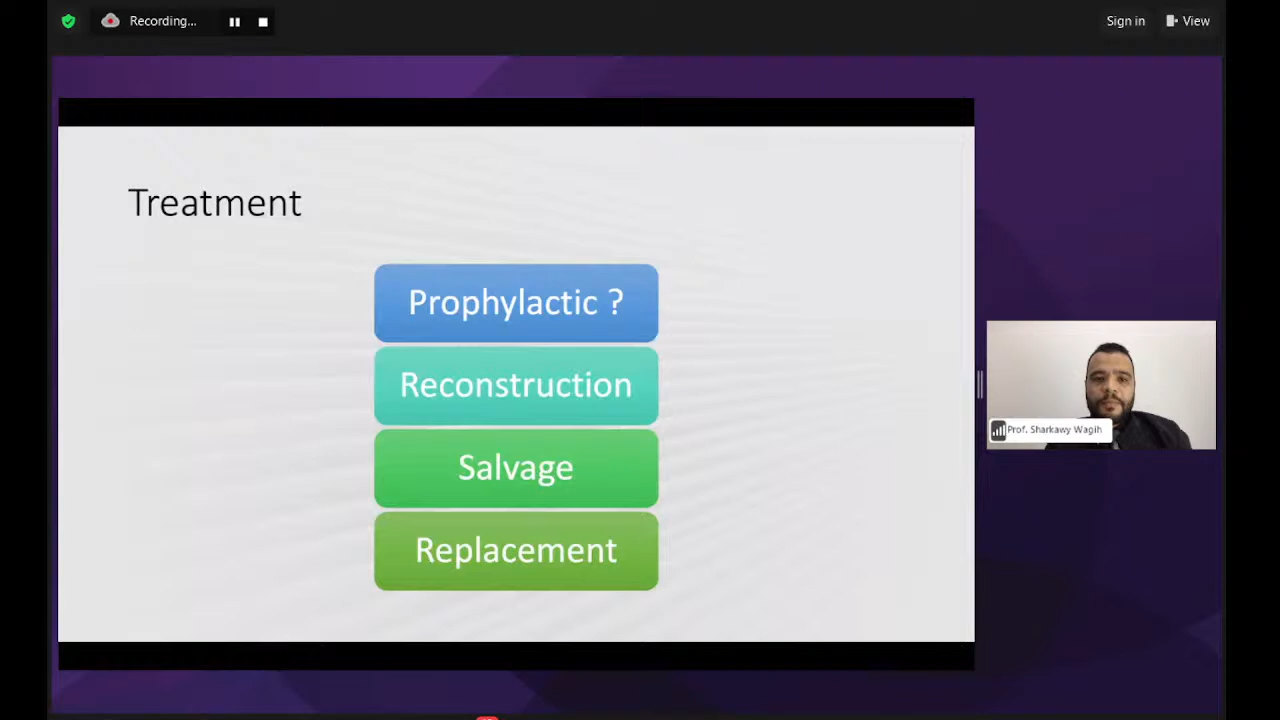 Recording...
Sign in
View
Treatment
Prophylactic ?
Reconstruction
Salvage
Replacement
Prof. Sharkawy Wagih